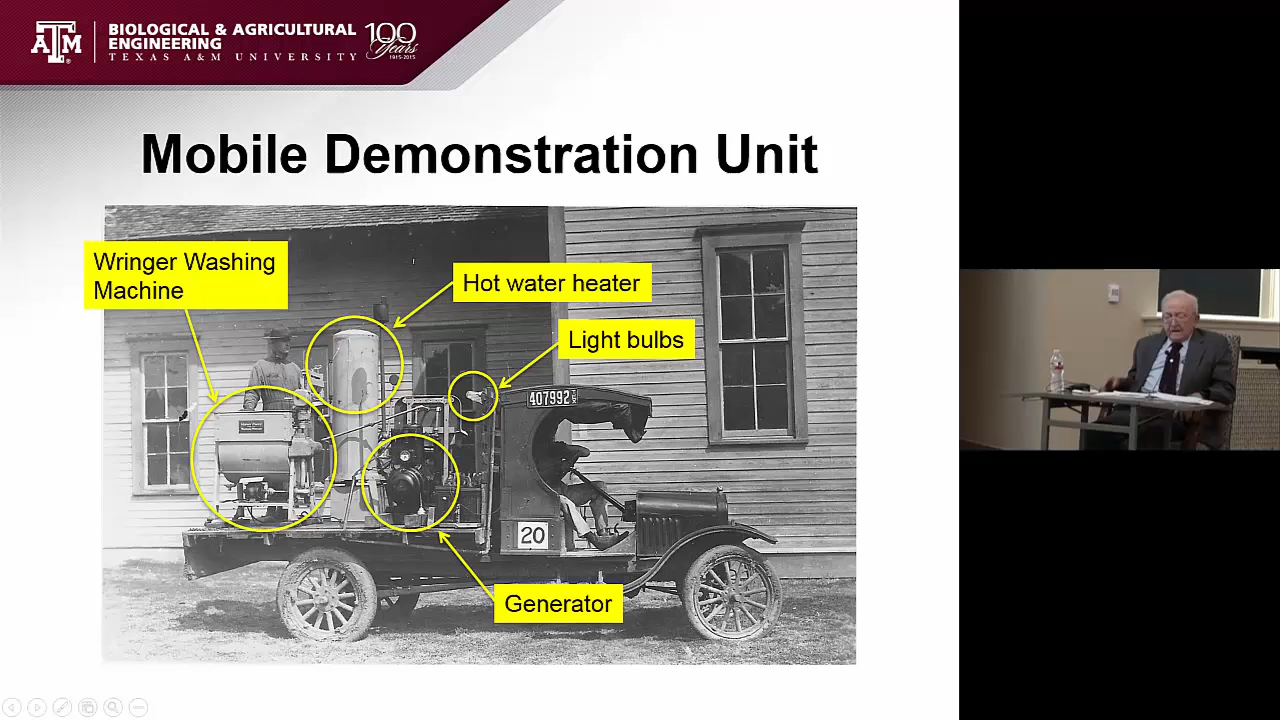 ATM
BIOLOGICAL & AGRICULTURAL
ENGINEERING
TEXAS A&M UNIVERSITY
100
Years
1915-2015
Mobile Demonstration Unit
Wringer Washing
Machine
Hot water heater
Light bulbs
407992
20
Generator